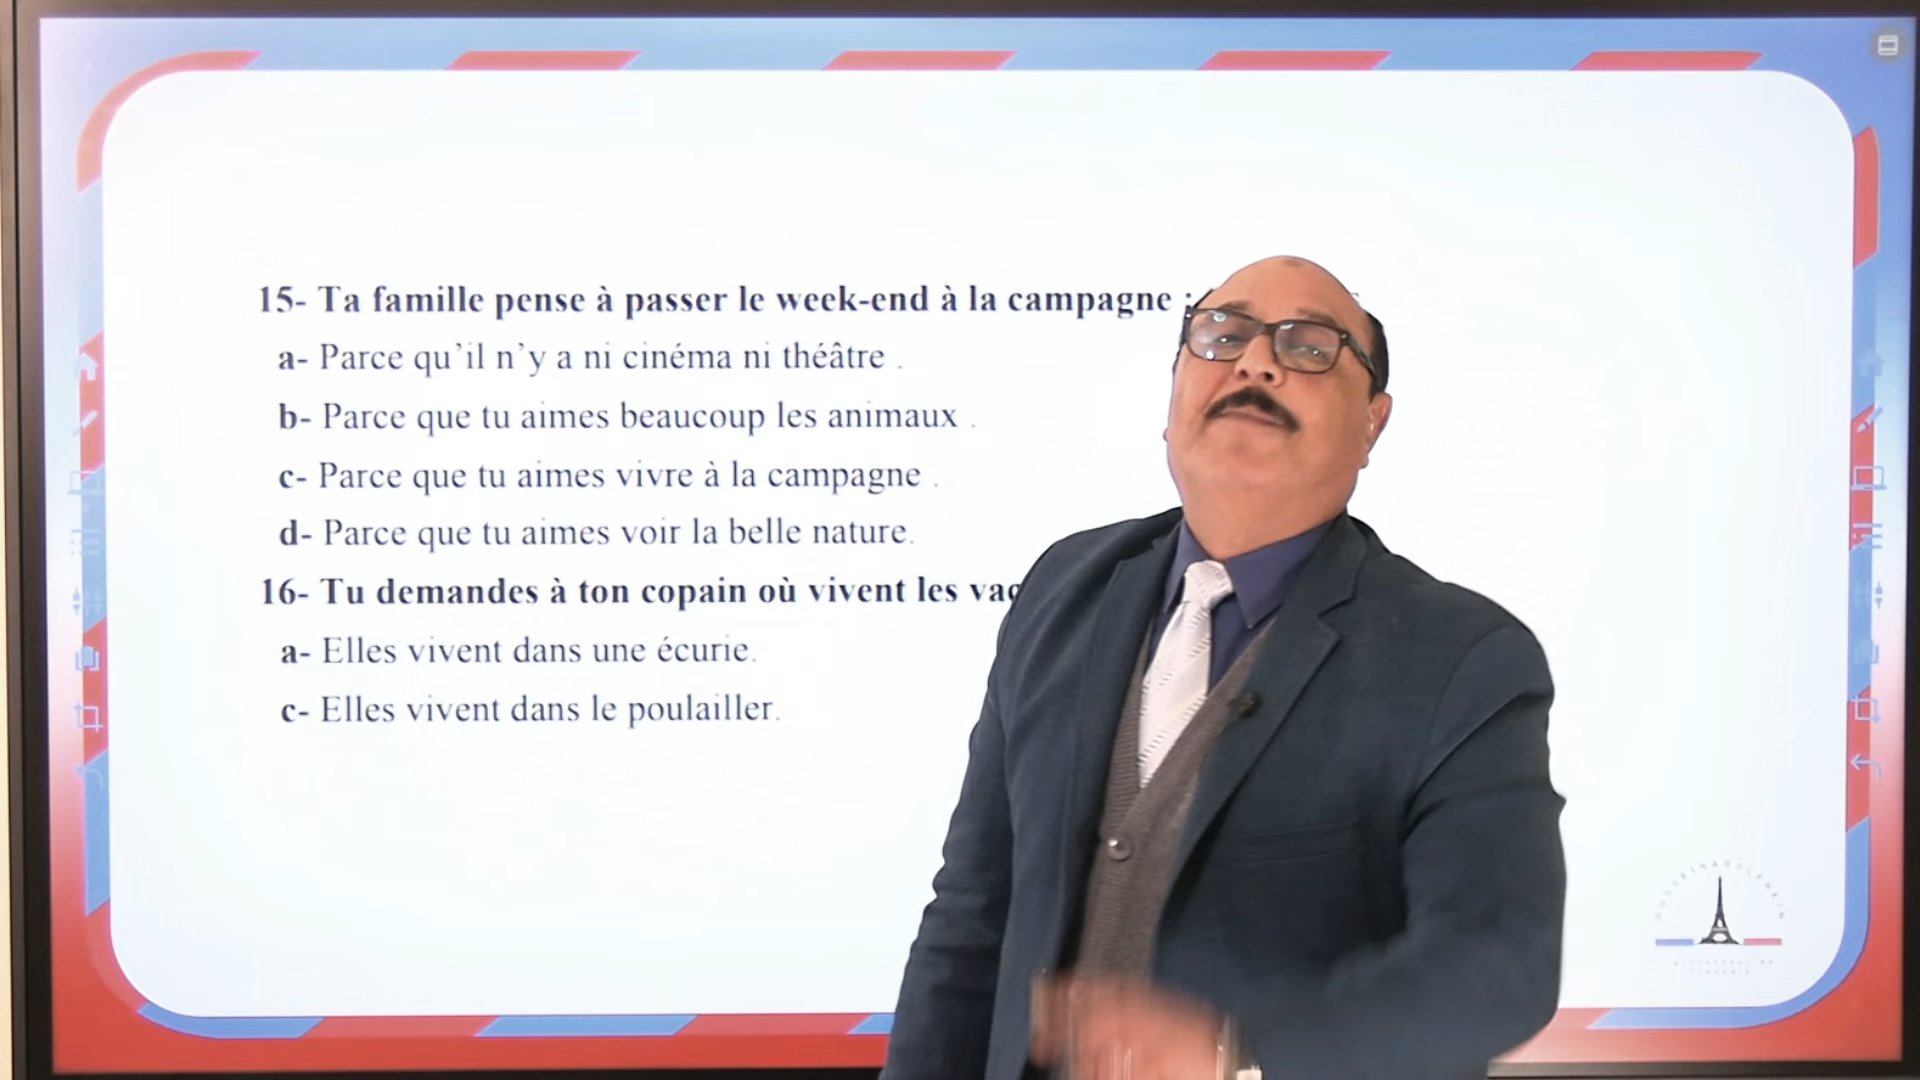 15- Ta famille pense à passer le week-end à la campagne :
a- Parce qu’il n’y a ni cinéma ni théâtre .
b- Parce que tu aimes beaucoup les animaux .
c- Parce que tu aimes vivre à la campagne .
d- Parce que tu aimes voir la belle nature.
16- Tu demandes à ton copain où vivent les
a- Elles vivent dans une écurie.
c- Elles vivent dans le poulailler.
HUSSEIN ABOLENEIN